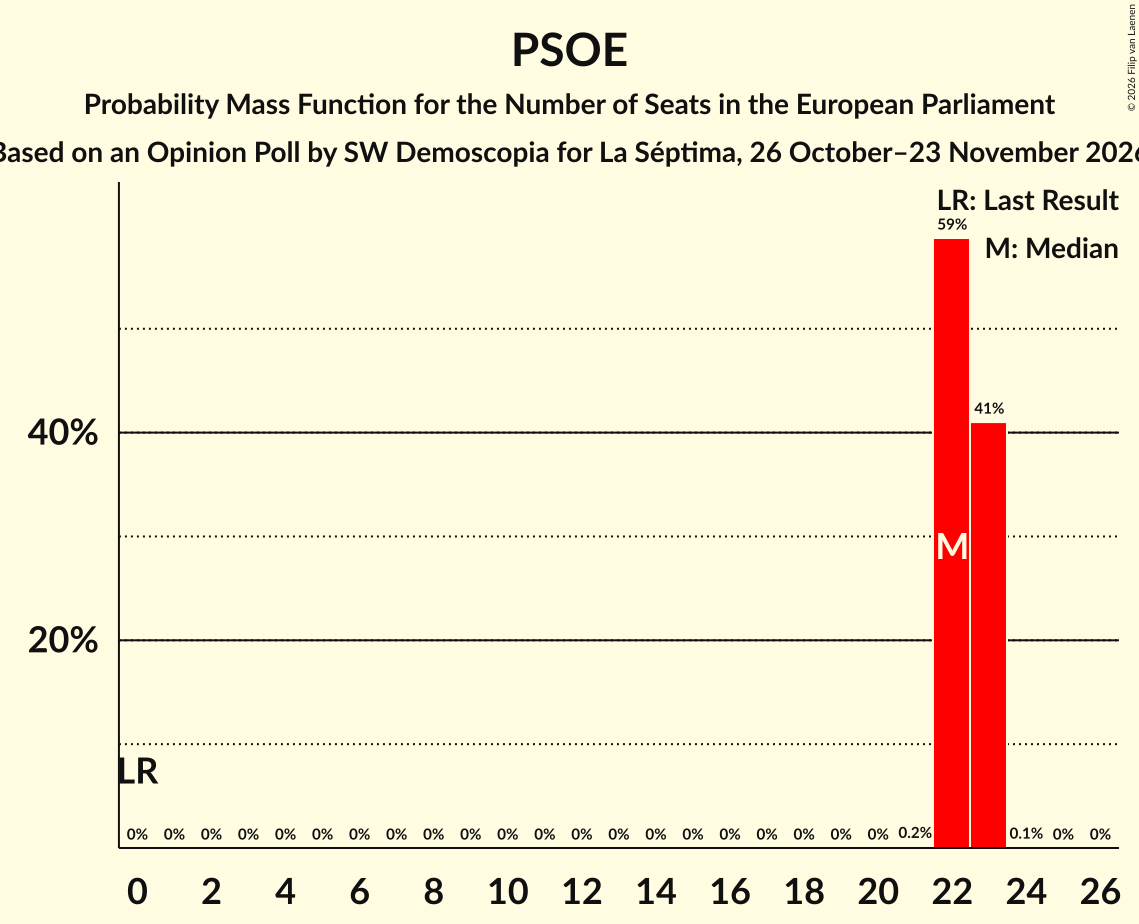 PSOE
Probability Mass Function for the Number of Seats in the European Parliament
Based on an Opinion Poll by SW Demoscopia for La Séptima, 26 October–23 November 2026
© 2026 Filip van Laenen
LR: Last Result
M: Median
59%
41%
40%
20%
M
LR
0% 0% 0% 0% 0% 0% 0% 0% 0% 0% 0% 0% 0% 0% 0% 0% 0% 0% 0% 0% 0% 0.2% 0.1% 0% 0%
0 2 4 6 8 10 12 14 16 18 20 22 24 26